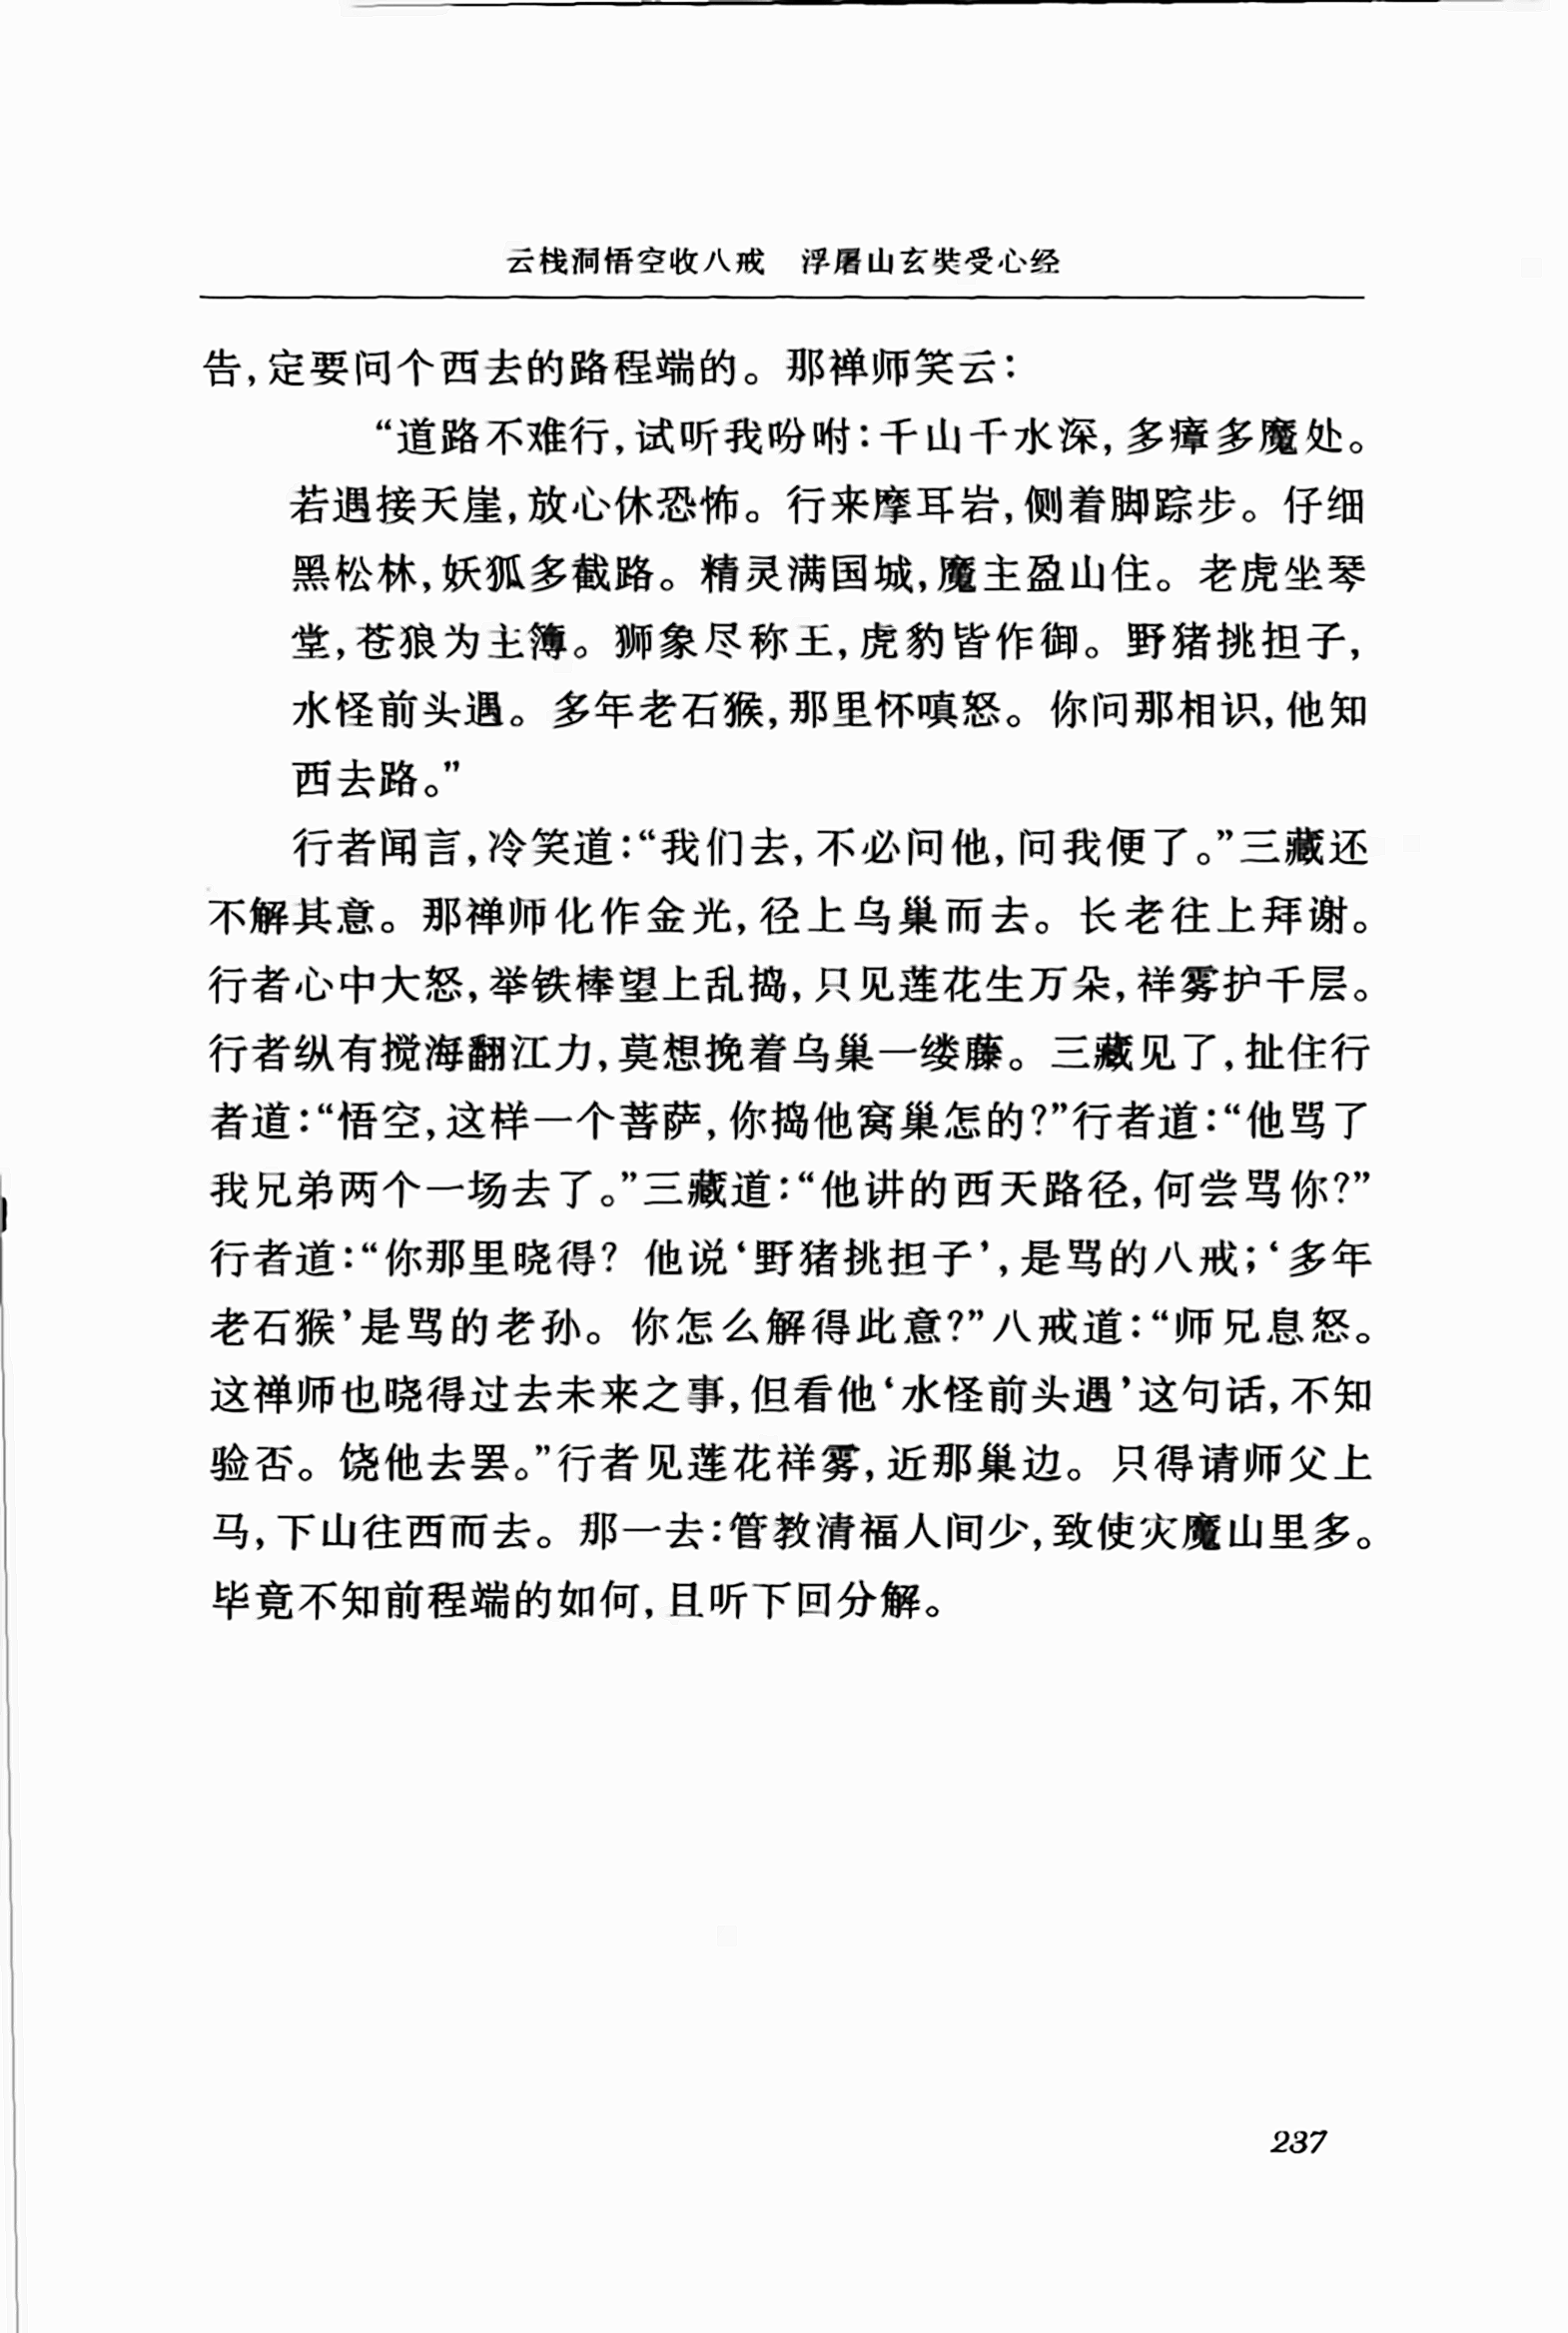 云栈洞悟空收八戒　浮屠山玄奘受心经
告,定要问个西去的路程端的。那禅师笑云:
“道路不难行,试听我吩咐:千山千水深,多瘴多魔处。
若遇接天崖,放心休恐怖。行来摩耳岩,侧着脚踪步。仔细
黑松林,妖狐多截路。精灵满国城,魔主盈山住。老虎坐琴
堂,苍狼为主簿。狮象尽称王,虎豹皆作御。野猪挑担子,
水怪前头遇。多年老石猴,那里怀嗔怒。你问那相识,他知
西去路。”
行者闻言,冷笑道:“我们去,不必问他,问我便了。”三藏还
不解其意。那禅师化作金光,径上乌巢而去。长老往上拜谢。
行者心中大怒,举铁棒望上乱捣,只见莲花生万朵,祥雾护千层。
行者纵有搅海翻江力,莫想挽着乌巢一缕藤。三藏见了,扯住行
者道:“悟空,这样一个菩萨,你捣他窝巢怎的?”行者道:“他骂了
我兄弟两个一场去了。”三藏道:“他讲的西天路径,何尝骂你?”
行者道:“你那里晓得? 他说‘野猪挑担子’,是骂的八戒;‘多年
老石猴’是骂的老孙。你怎么解得此意?”八戒道:“师兄息怒。
这禅师也晓得过去未来之事,但看他‘水怪前头遇’这句话,不知
验否。饶他去罢。”行者见莲花祥雾,近那巢边。只得请师父上
马,下山往西而去。那一去:管教清福人间少,致使灾魔山里多。
毕竟不知前程端的如何,且听下回分解。
237